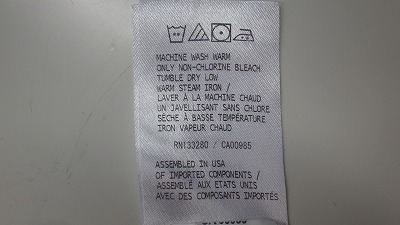 MACHINE WASH WARM
ONLY NON-CHLORINE BLEACH
TUMBLE DRY LOW
WARM STEAM IRON /
LAVER À LA MACHINE CHAUD
UN JAVELLISANT SANS CHLORE
SÈCHE À BASSE TEMPÉRATURE
IRON VAPEUR CHAUD
RN133280 / CA00985
ASSEMBLED IN USA
OF IMPORTED COMPONENTS /
ASSEMBLÉ AUX ETATS UNIS
AVEC DES COMPOSANTS IMPORTÉS